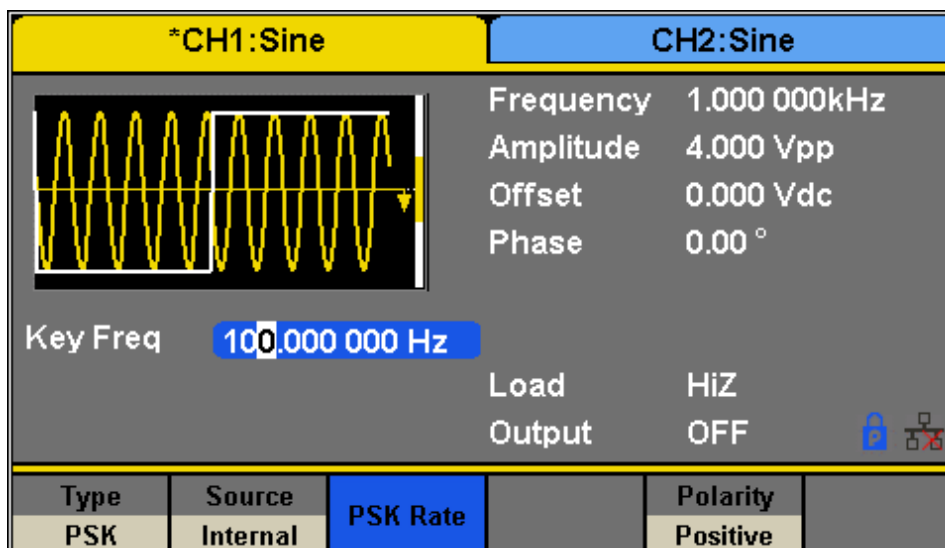 *CH1:Sine
CH2:Sine
Frequency 1.000 000kHz
Amplitude 4.000 Vpp
Offset 0.000 Vdc
Phase 0.00 °
Key Freq 100.000 000 Hz
Load HiZ
Output OFF
P
Type Source PSK Rate Polarity
PSK Internal Positive